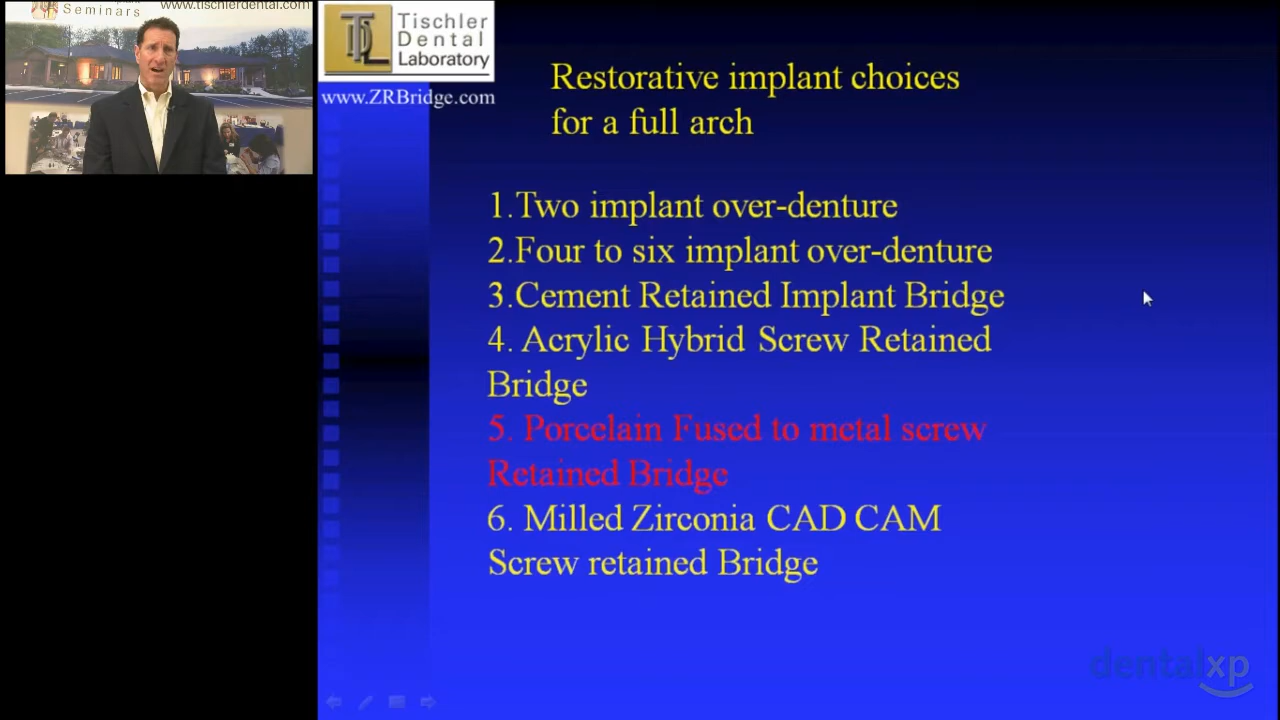 Seminars
www.tischlerdental.com
TDL
Tischler
Dental
Laboratory
www.ZRBridge.com
Restorative implant choices
for a full arch
1.Two implant over-denture
2.Four to six implant over-denture
3.Cement Retained Implant Bridge
4. Acrylic Hybrid Screw Retained
Bridge
5. Porcelain Fused to metal screw
Retained Bridge
6. Milled Zirconia CAD CAM
Screw retained Bridge
dentalxp